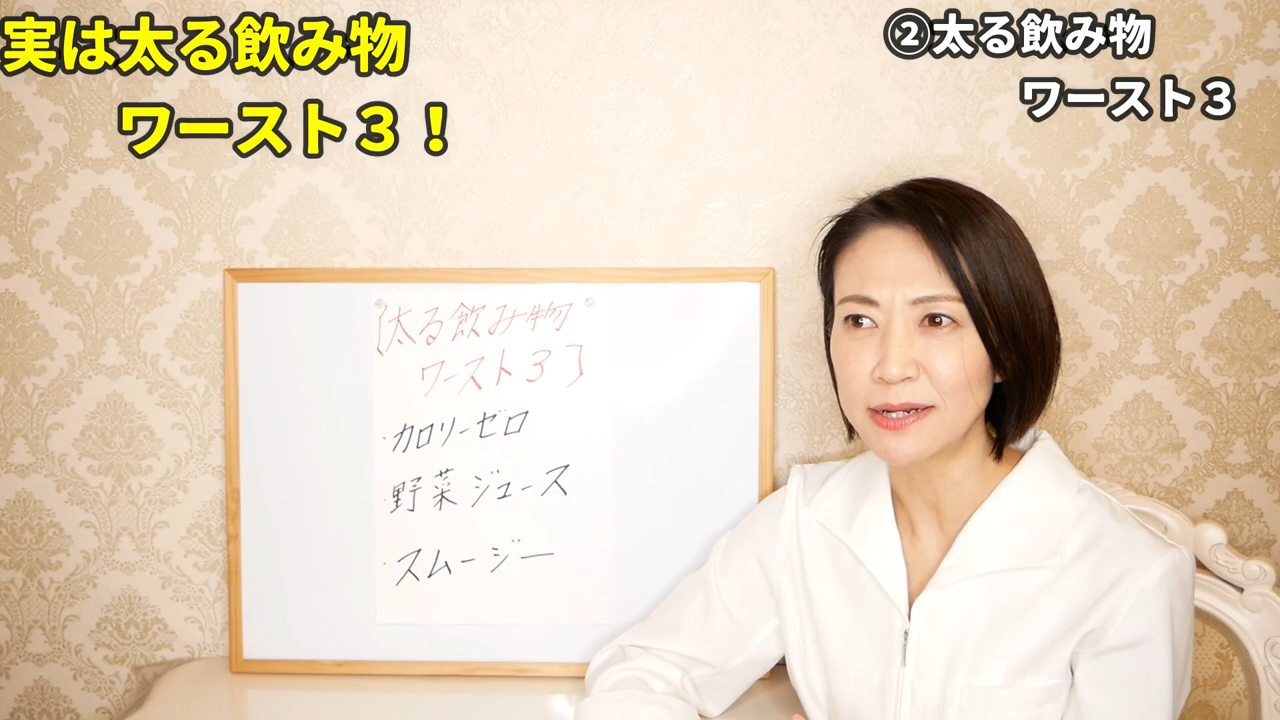 実は太る飲み物
ワースト３！
②太る飲み物
ワースト３
〔太る飲み物
ワースト３〕
・カロリーゼロ
・野菜ジュース
・スムージー